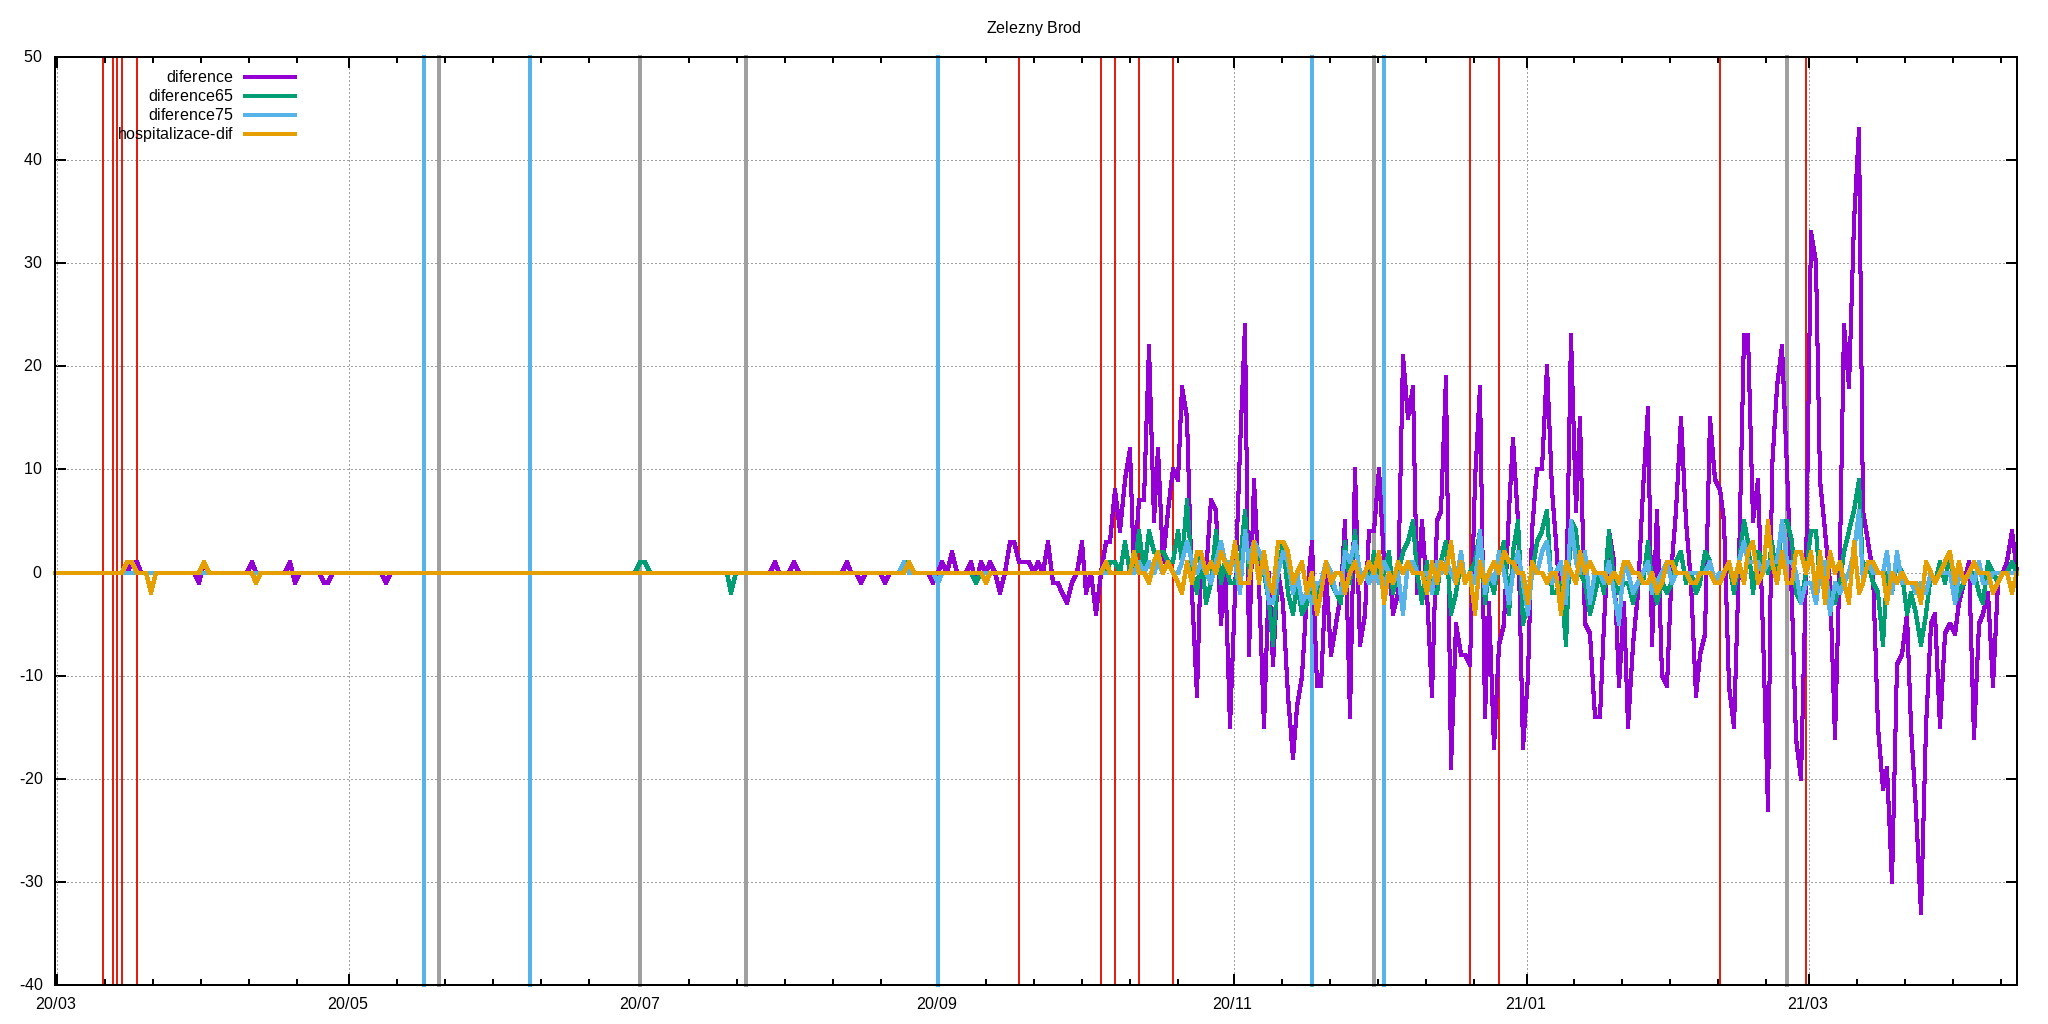 Zelezny Brod
50
40
30
20
10
0
-10
-20
-30
-40
diference
diference65
diference75
hospitalizace-dif
20/03 20/05 20/07 20/09 20/11 21/01 21/03